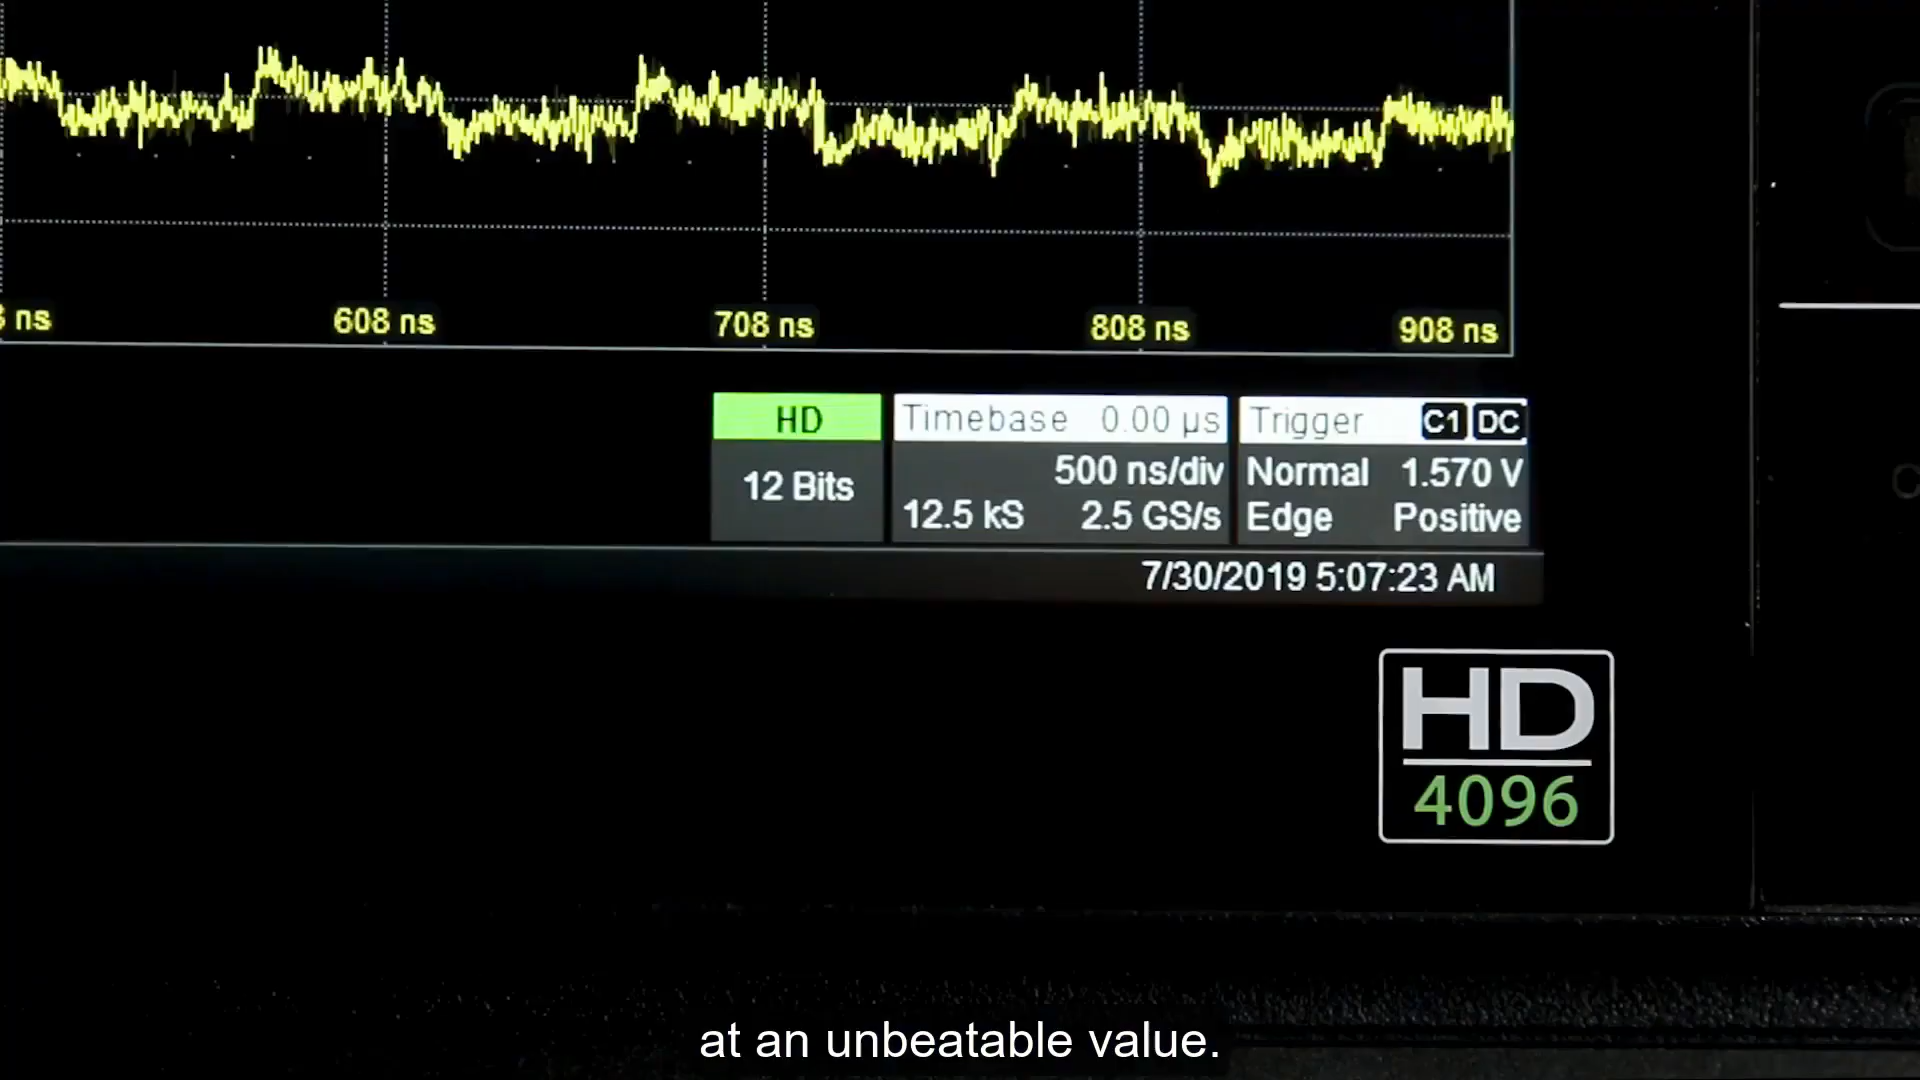 ns
608 ns
708 ns
808 ns
908 ns
HD
12 Bits
Timebase 0.00 µs
500 ns/div
12.5 kS 2.5 GS/s
Trigger C1 DC
Normal 1.570 V
Edge Positive
7/30/2019 5:07:23 AM
HD
4096
at an unbeatable value.